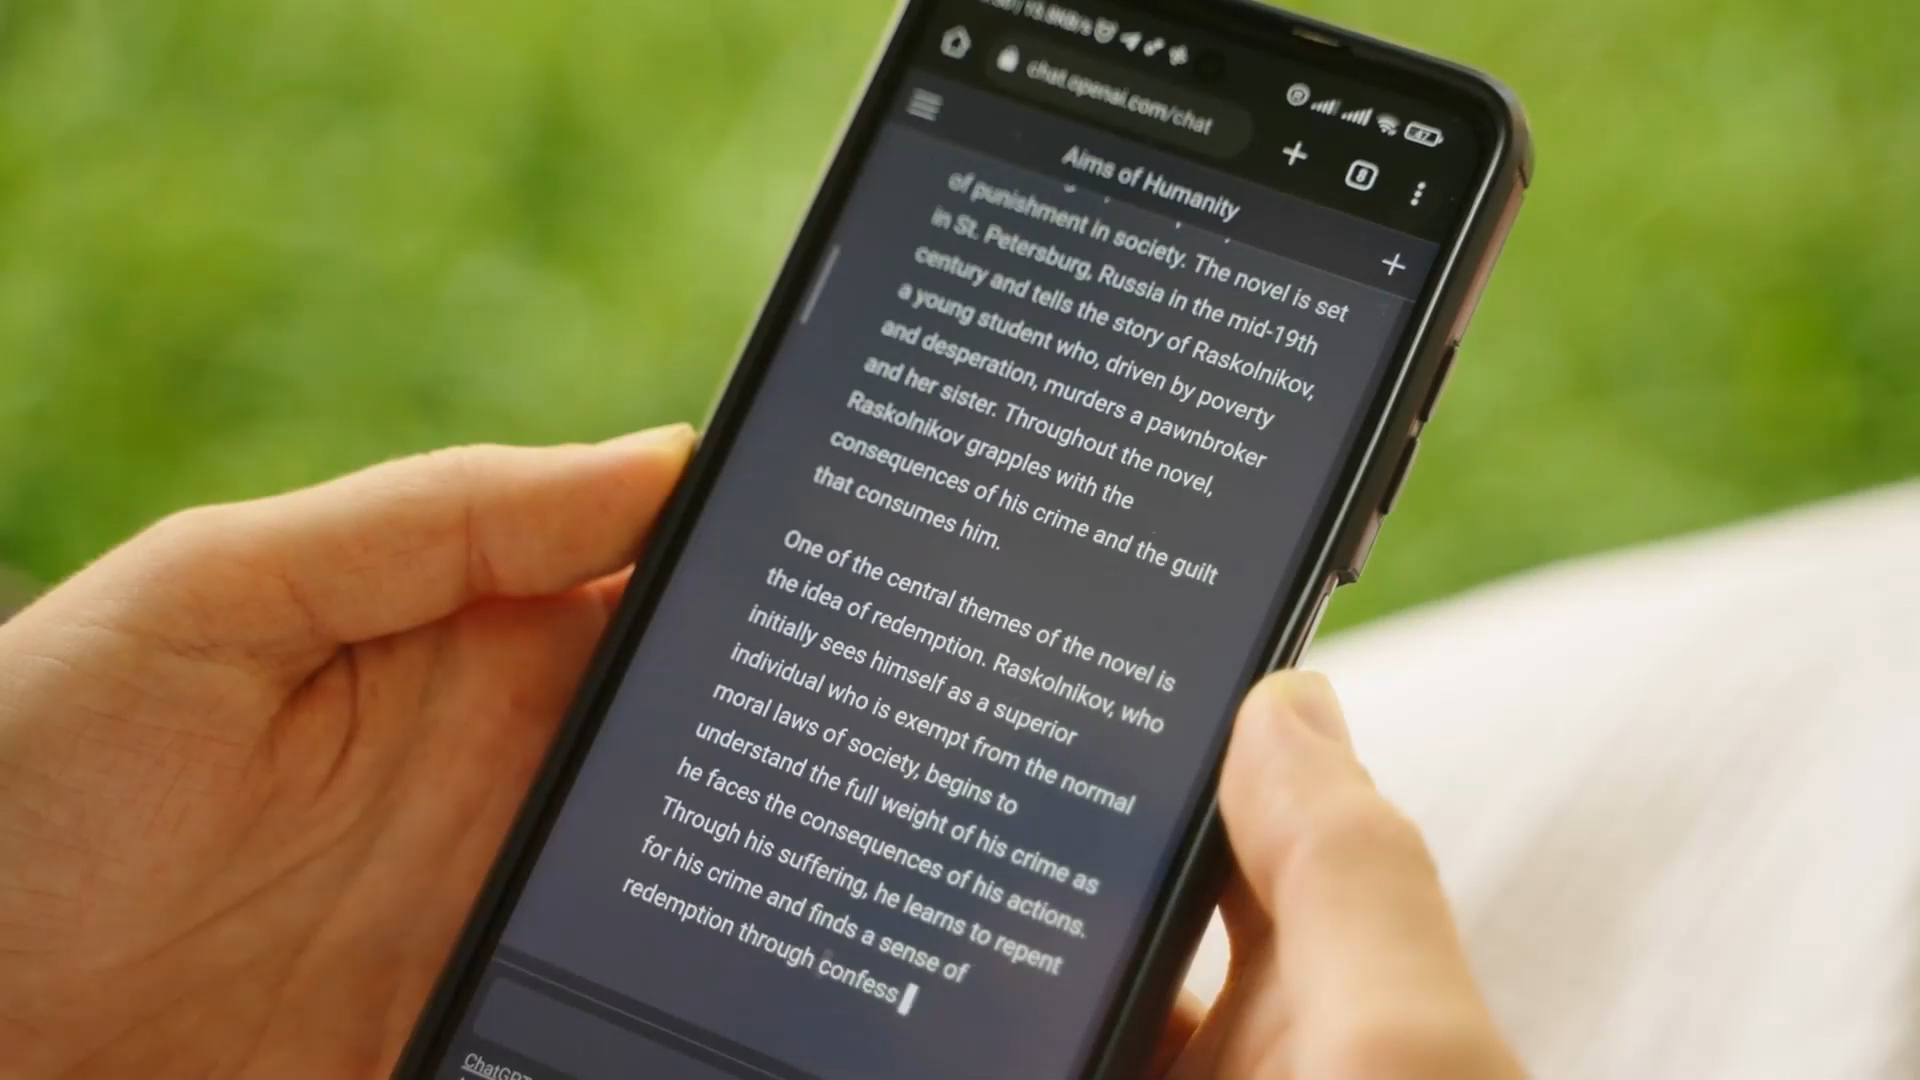 chat.openai.com/chat
8
47
Aims of Humanity
of punishment in society. The novel is set
in St. Petersburg, Russia in the mid-19th
century and tells the story of Raskolnikov,
a young student who, driven by poverty
and desperation, murders a pawnbroker
and her sister. Throughout the novel,
Raskolnikov grapples with the
consequences of his crime and the guilt
that consumes him.
One of the central themes of the novel is
the idea of redemption. Raskolnikov, who
initially sees himself as a superior
individual who is exempt from the normal
moral laws of society, begins to
understand the full weight of his crime as
he faces the consequences of his actions.
Through his suffering, he learns to repent
for his crime and finds a sense of
redemption through confess
ChatGPT